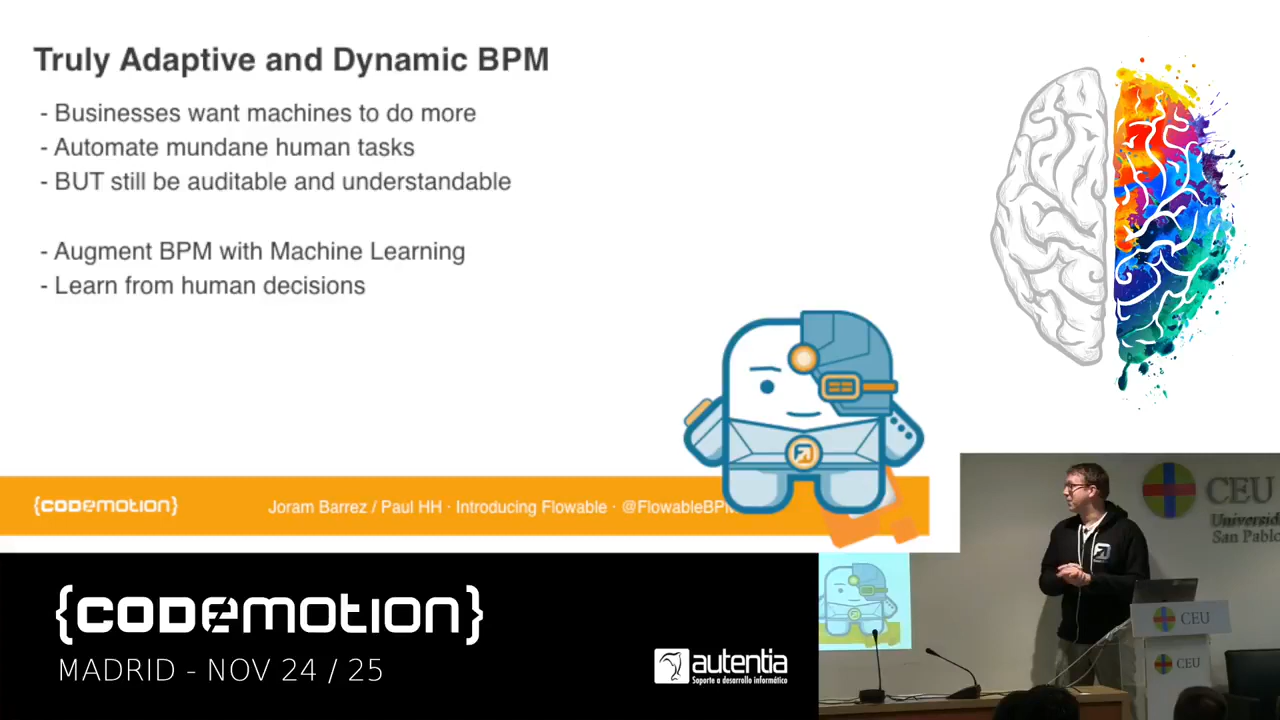 Truly Adaptive and Dynamic BPM
- Businesses want machines to do more
- Automate mundane human tasks
- BUT still be auditable and understandable
- Augment BPM with Machine Learning
- Learn from human decisions
{CODEMOTION}
Joram Barrez / Paul HH · Introducing Flowable · @FlowableBPM
CEU
Universidad
San Pablo
{CODEMOTION}
MADRID - NOV 24 / 25
autentia
Soporte a desarrollo informático
CEU
CEU